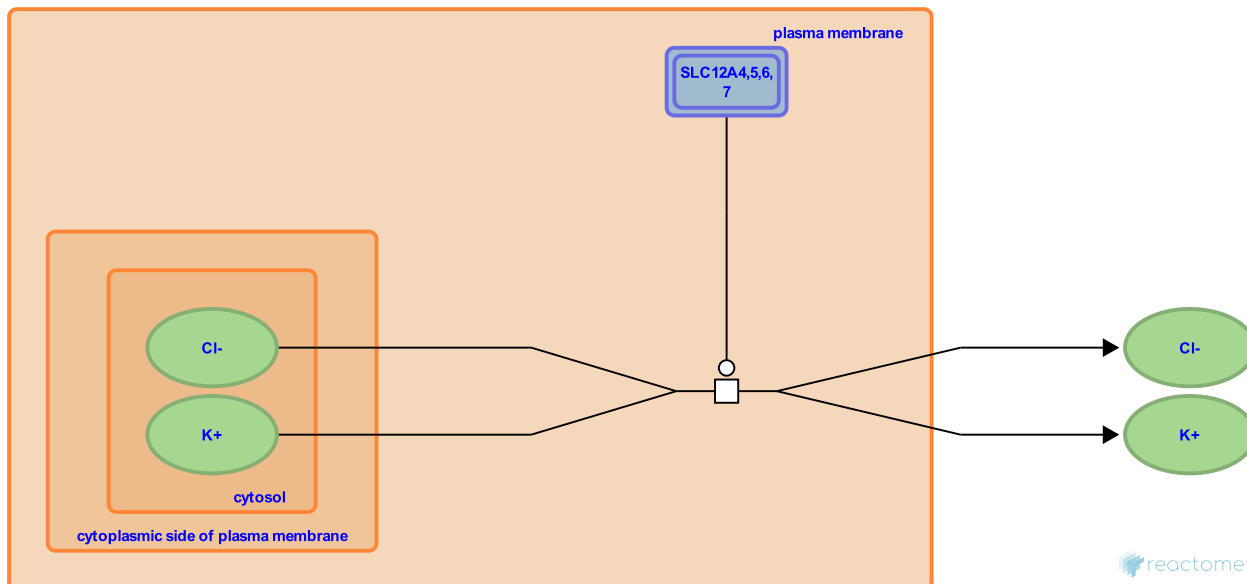 plasma membrane
SLC12A4,5,6,
7
Cl-
Cl-
K+
K+
cytosol
cytoplasmic side of plasma membrane
reactome